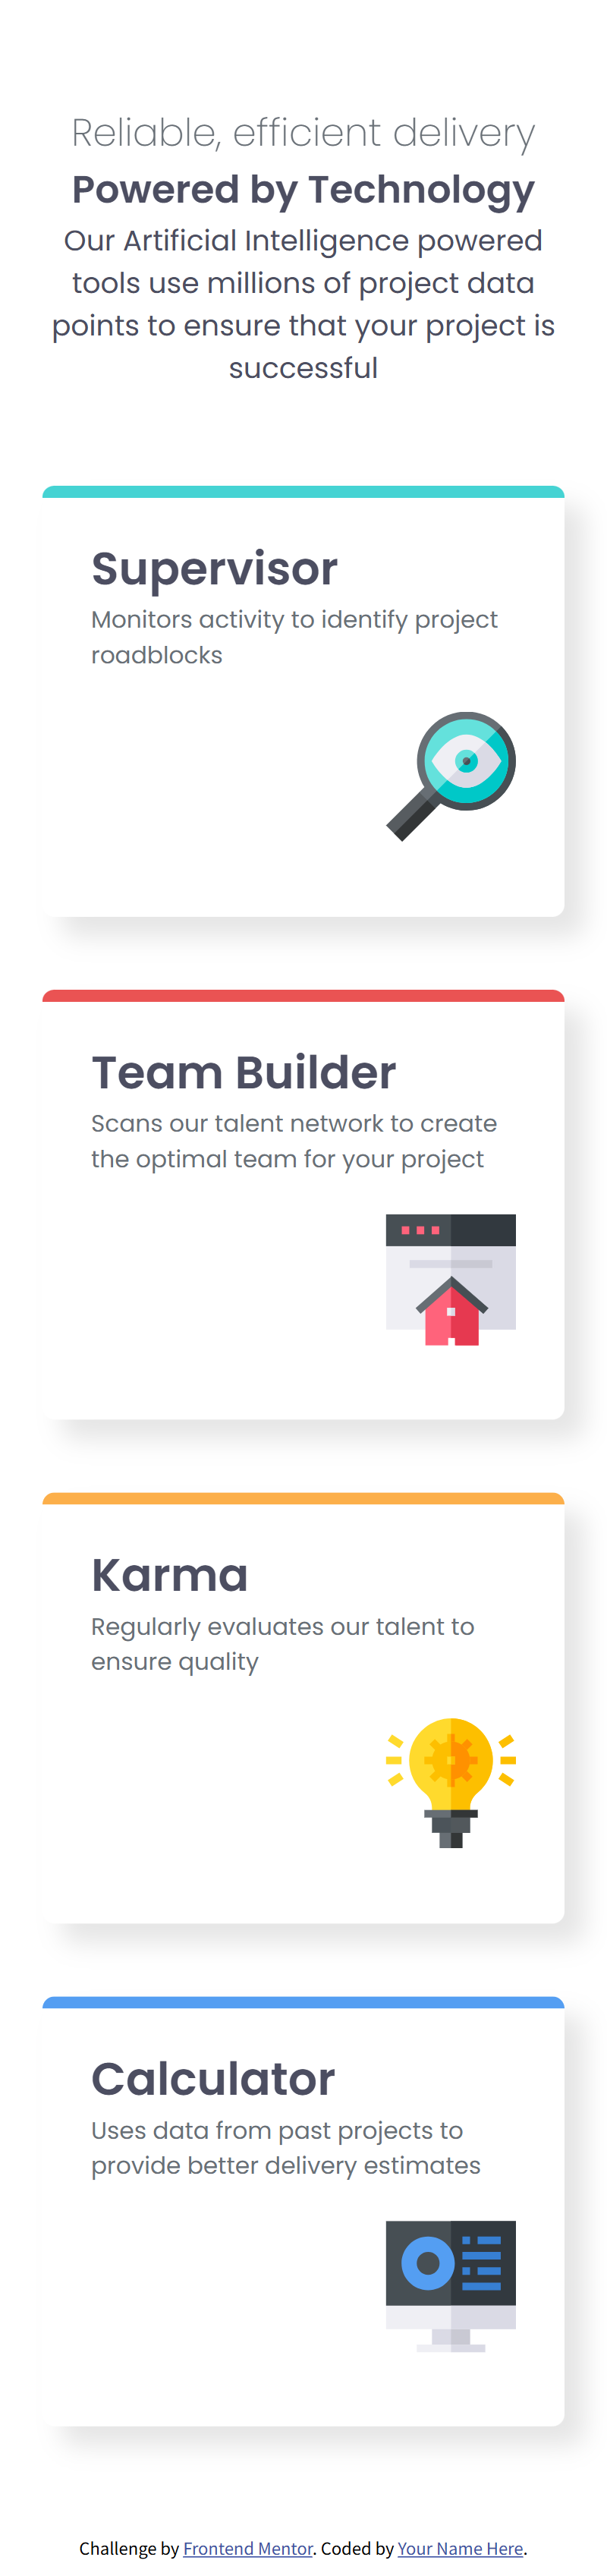 Reliable, efficient delivery
Powered by Technology
Our Artificial Intelligence powered
tools use millions of project data
points to ensure that your project is
successful
Supervisor
Monitors activity to identify project
roadblocks
Team Builder
Scans our talent network to create
the optimal team for your project
Karma
Regularly evaluates our talent to
ensure quality
Calculator
Uses data from past projects to
provide better delivery estimates
Challenge by Frontend Mentor. Coded by Your Name Here.